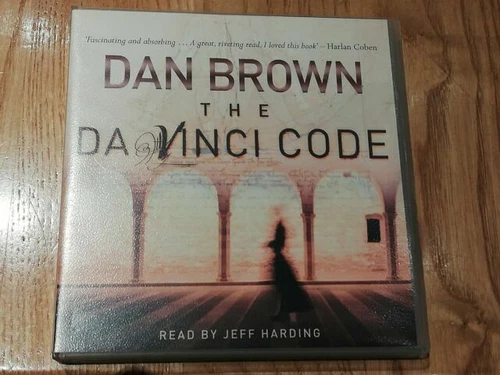 'Fascinating and absorbing . . . A great, riveting read, I loved this book' – Harlan Coben
DAN BROWN
THE
DA VINCI CODE
READ BY JEFF HARDING